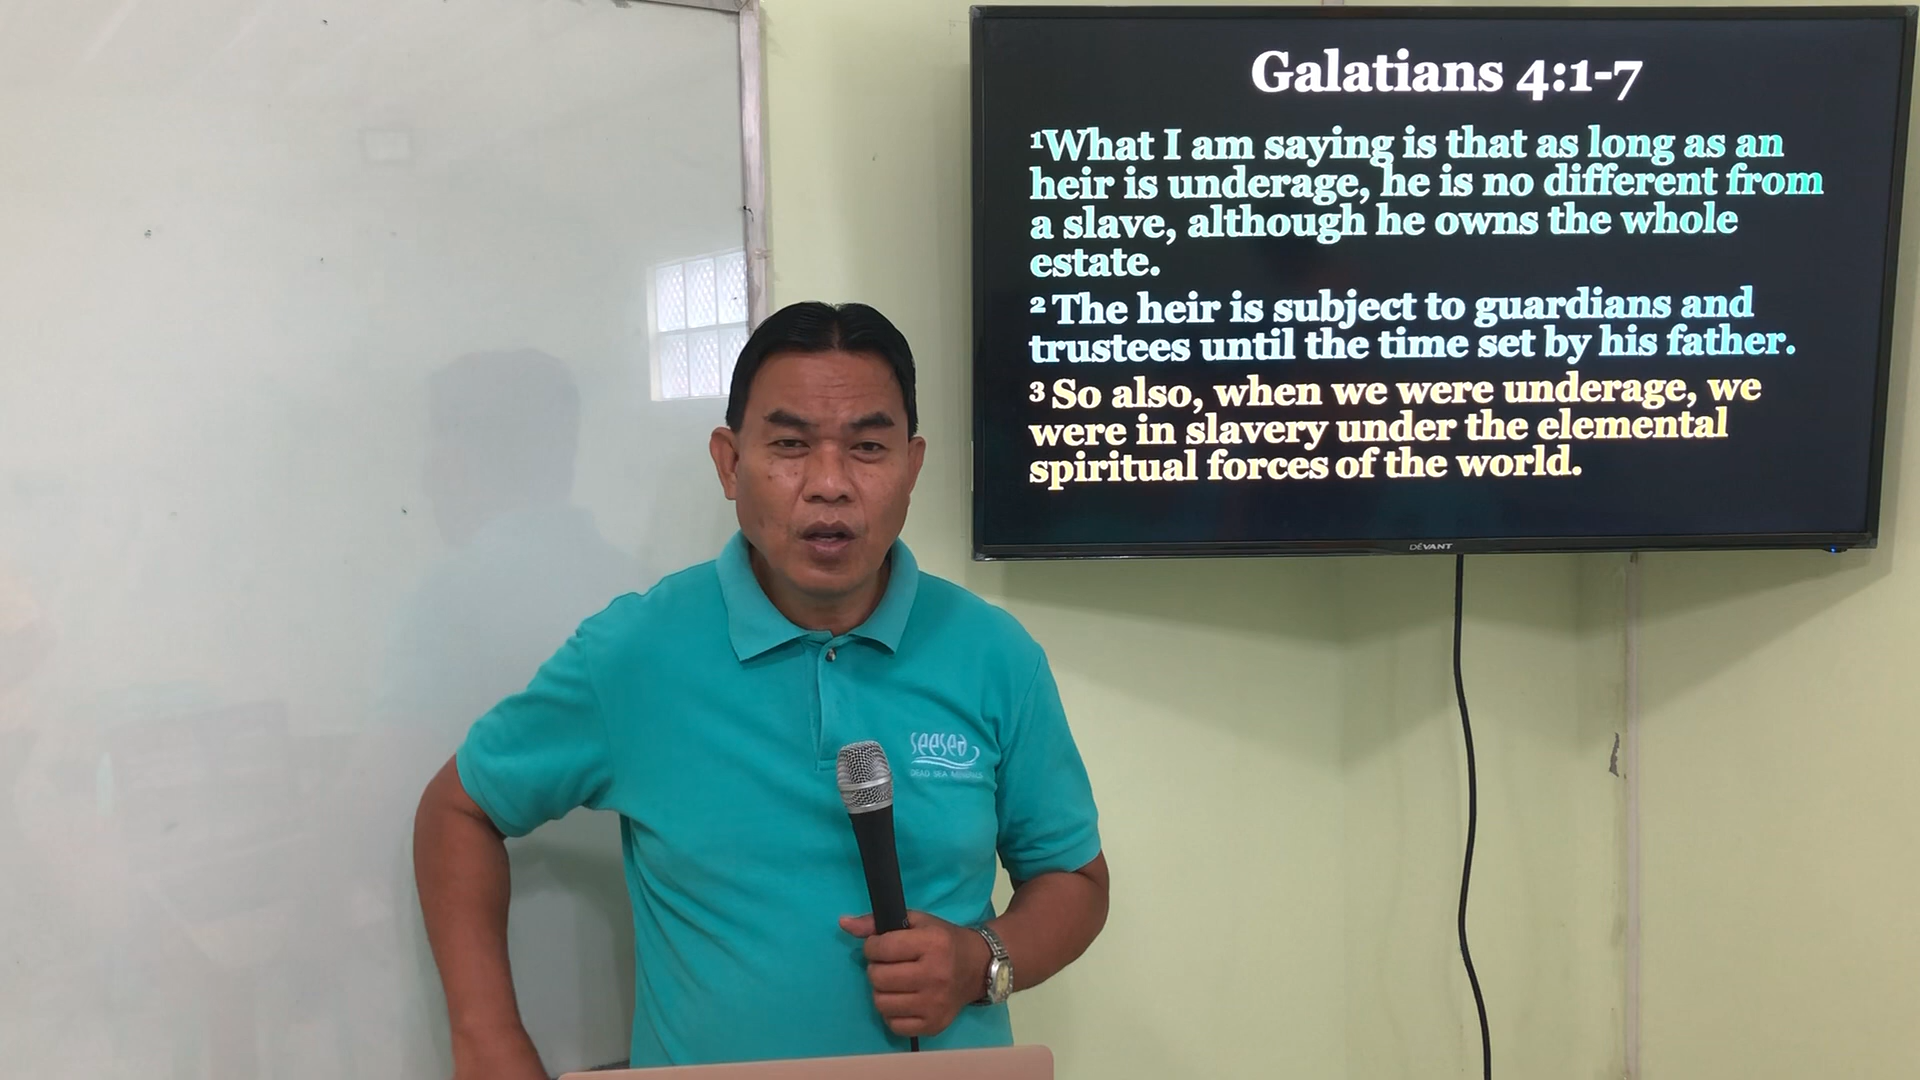 Galatians 4:1-7
¹What I am saying is that as long as an
heir is underage, he is no different from
a slave, although he owns the whole
estate.
² The heir is subject to guardians and
trustees until the time set by his father.
³ So also, when we were underage, we
were in slavery under the elemental
spiritual forces of the world.
DEVANT
seesea
DEAD SEA MINERALS